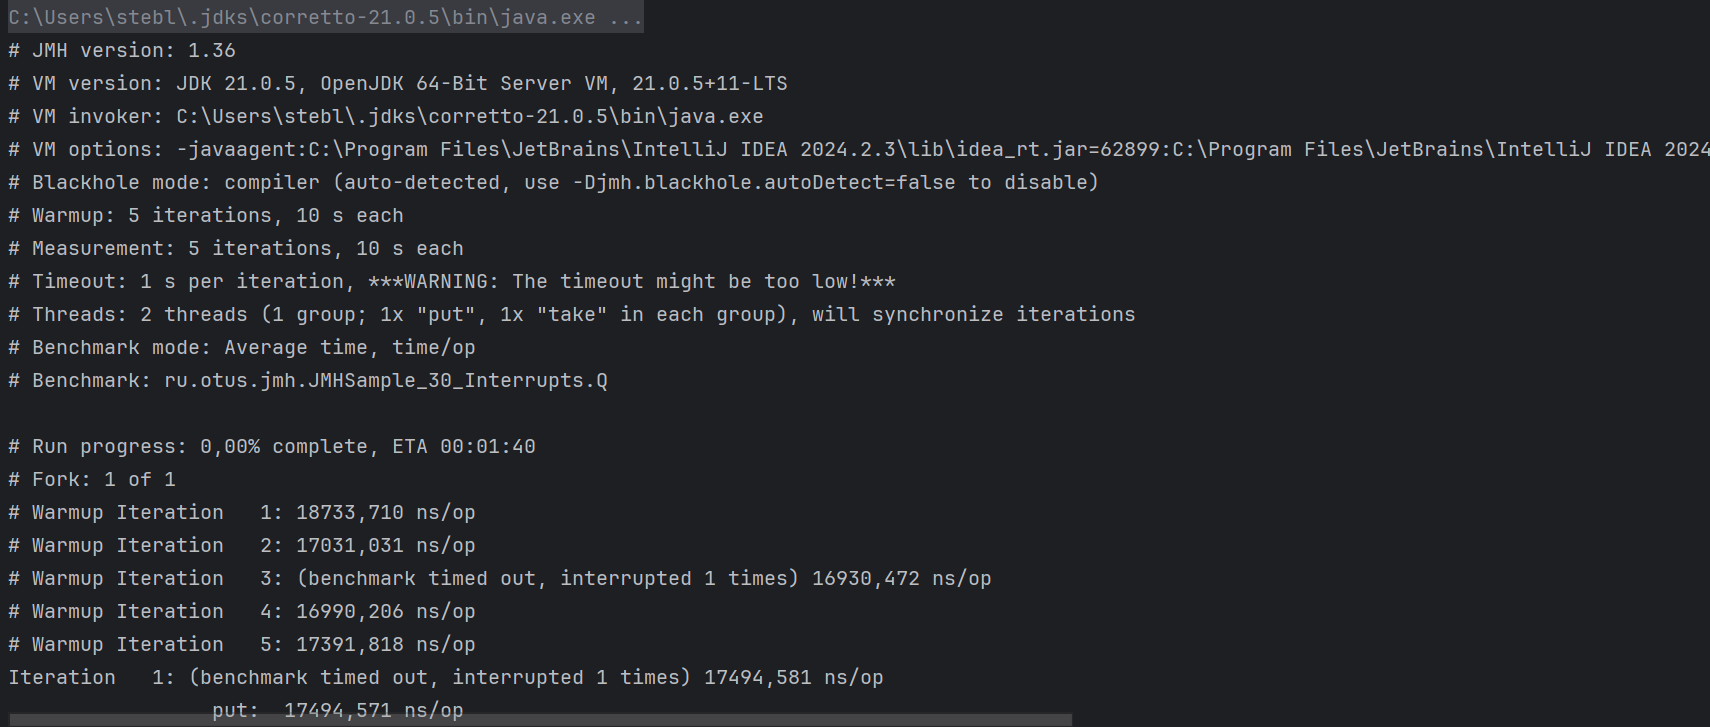 C:\Users\stebl\.jdks\corretto-21.0.5\bin\java.exe ...
# JMH version: 1.36
# VM version: JDK 21.0.5, OpenJDK 64-Bit Server VM, 21.0.5+11-LTS
# VM invoker: C:\Users\stebl\.jdks\corretto-21.0.5\bin\java.exe
# VM options: -javaagent:C:\Program Files\JetBrains\IntelliJ IDEA 2024.2.3\lib\idea_rt.jar=62899:C:\Program Files\JetBrains\IntelliJ IDEA 2024
# Blackhole mode: compiler (auto-detected, use -Djmh.blackhole.autoDetect=false to disable)
# Warmup: 5 iterations, 10 s each
# Measurement: 5 iterations, 10 s each
# Timeout: 1 s per iteration, ***WARNING: The timeout might be too low!***
# Threads: 2 threads (1 group; 1x "put", 1x "take" in each group), will synchronize iterations
# Benchmark mode: Average time, time/op
# Benchmark: ru.otus.jmh.JMHSample_30_Interrupts.Q
# Run progress: 0,00% complete, ETA 00:01:40
# Fork: 1 of 1
# Warmup Iteration   1: 18733,710 ns/op
# Warmup Iteration   2: 17031,031 ns/op
# Warmup Iteration   3: (benchmark timed out, interrupted 1 times) 16930,472 ns/op
# Warmup Iteration   4: 16990,206 ns/op
# Warmup Iteration   5: 17391,818 ns/op
Iteration   1: (benchmark timed out, interrupted 1 times) 17494,581 ns/op
                 put:  17494,571 ns/op